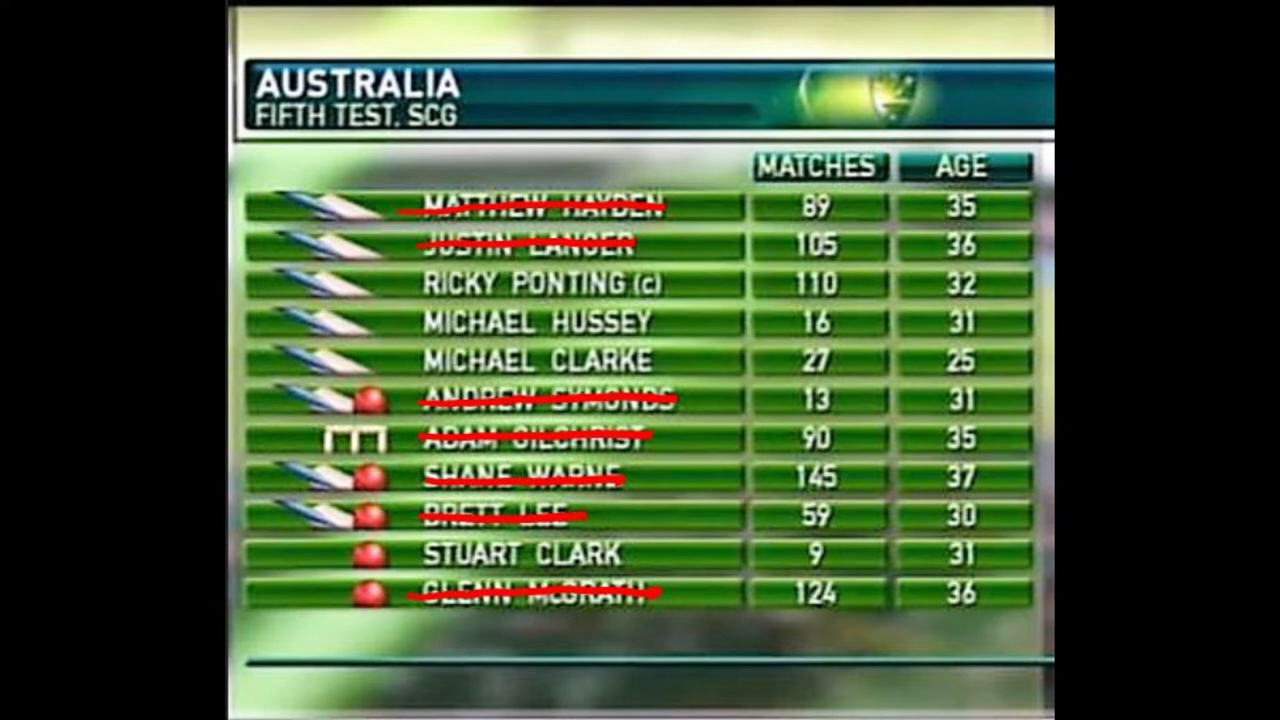 AUSTRALIA
FIFTH TEST, SCG
MATCHES AGE
MATTHEW HAYDEN 89 35
JUSTIN LANGER 105 36
RICKY PONTING (c) 110 32
MICHAEL HUSSEY 16 31
MICHAEL CLARKE 27 25
ANDREW SYMONDS 13 31
ADAM GILCHRIST 90 35
SHANE WARNE 145 37
BRETT LEE 59 30
STUART CLARK 9 31
GLENN McGRATH 124 36